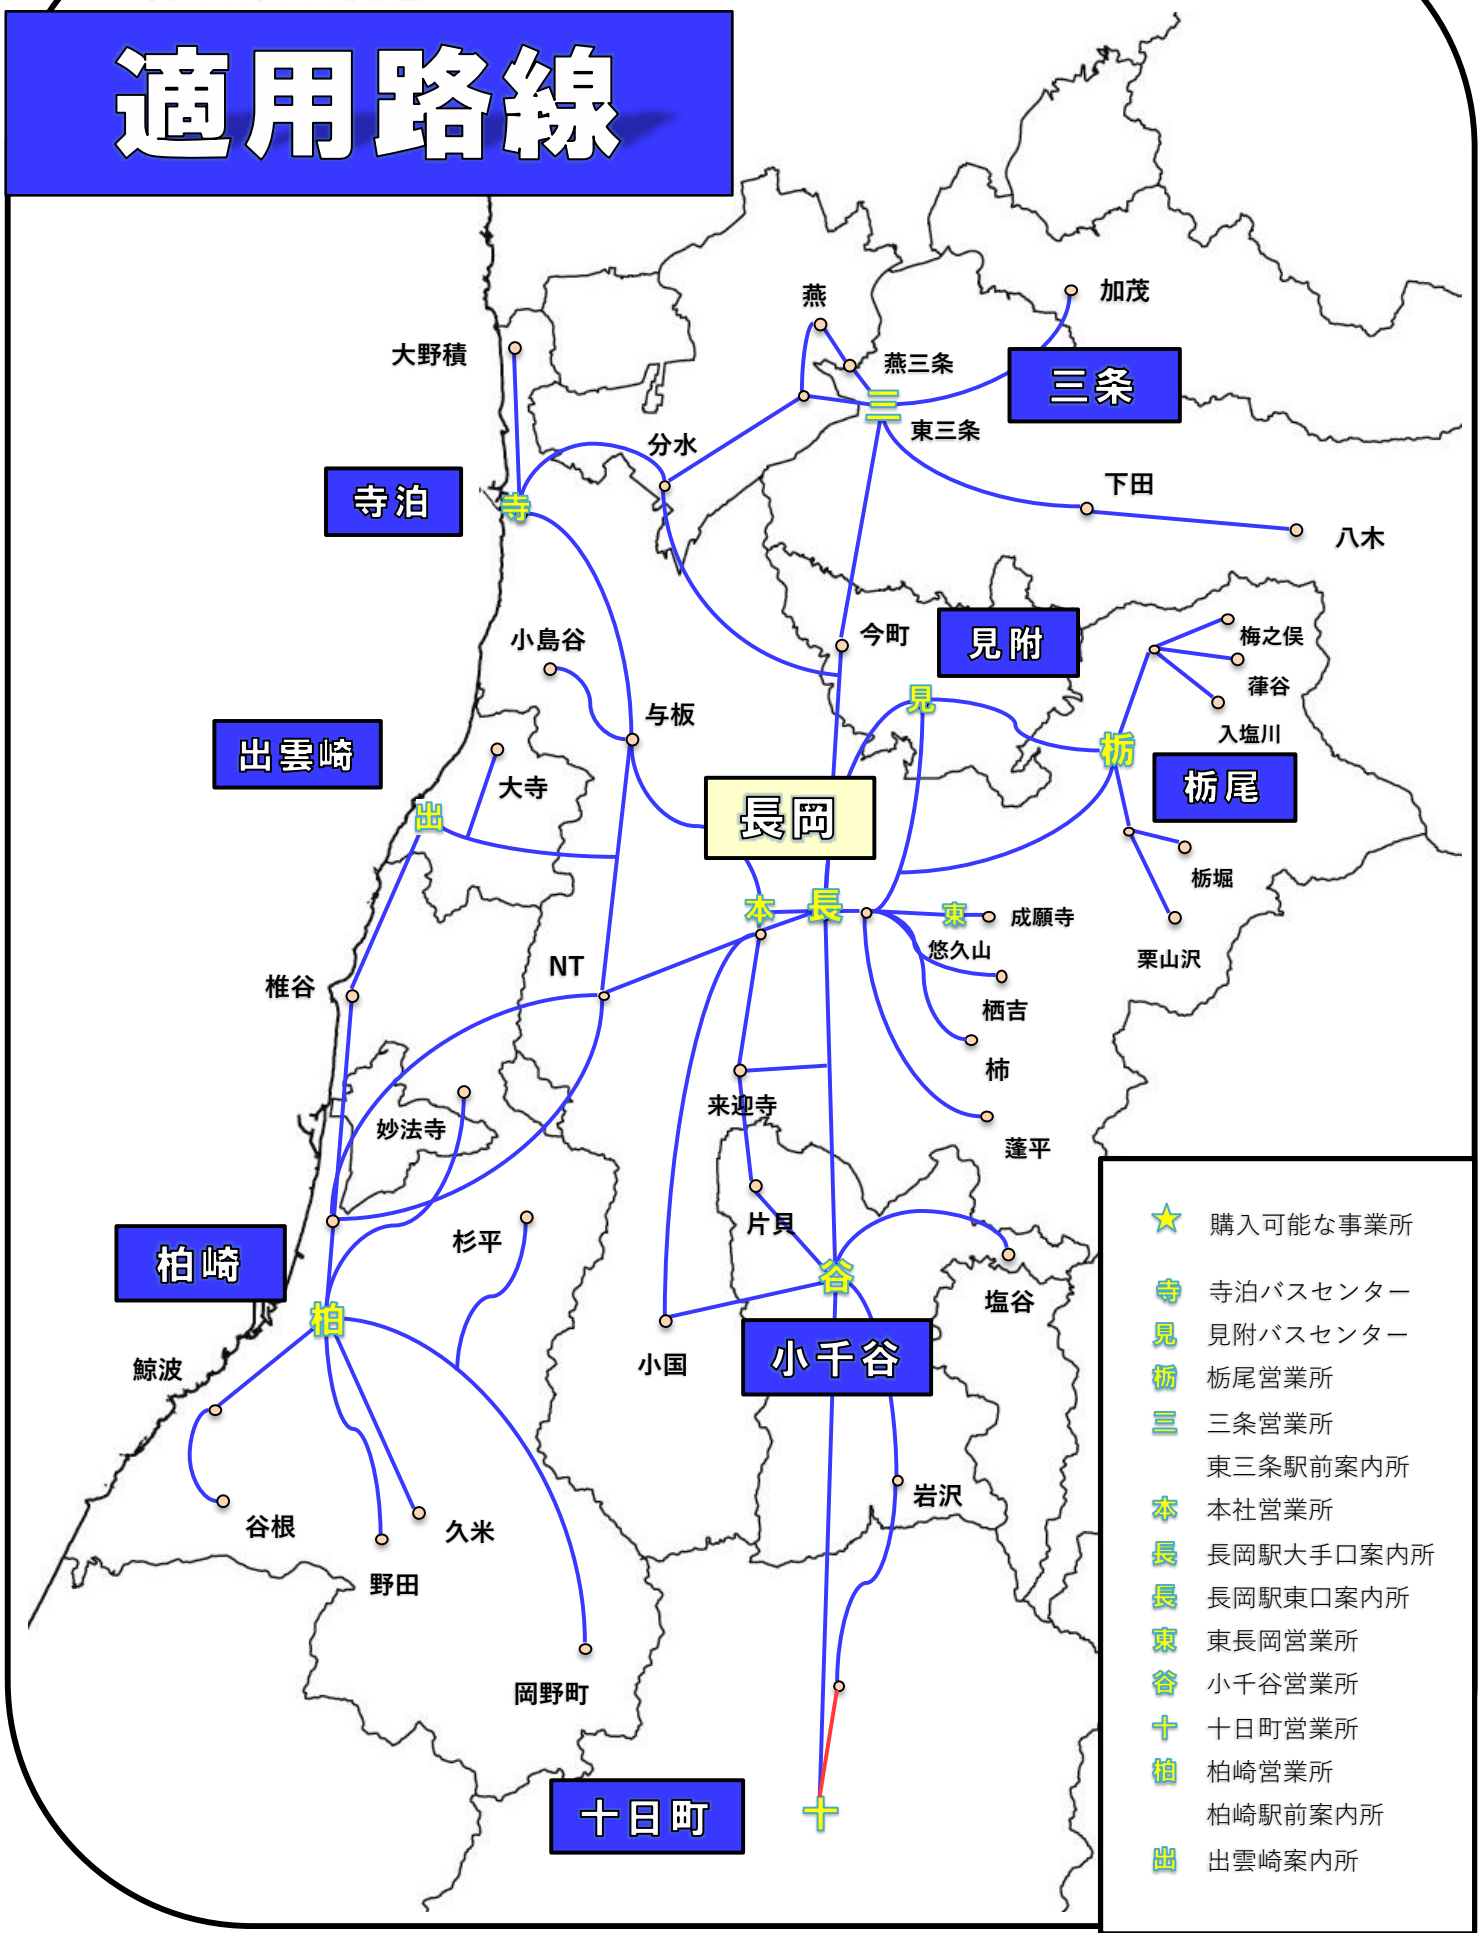 適用路線
加茂
燕
大野積
燕三条
三条
東三条
分水
下田
寺泊
寺
三
八木
小島谷
今町
見附
梅之俣
葎谷
与板
見
入塩川
出雲崎
大寺
栃
栃尾
出
長岡
栃堀
本
長
東
成願寺
悠久山
栗山沢
NT
椎谷
栖吉
柿
来迎寺
妙法寺
蓬平
片貝
杉平
柏崎
谷
塩谷
柏
小国
小千谷
鯨波
岩沢
谷根
久米
野田
岡野町
十日町
十
★ 購入可能な事業所
寺 寺泊バスセンター
見 見附バスセンター
栃 栃尾営業所
三 三条営業所
東三条駅前案内所
本 本社営業所
長 長岡駅大手口案内所
長 長岡駅東口案内所
東 東長岡営業所
谷 小千谷営業所
十 十日町営業所
柏 柏崎営業所
柏崎駅前案内所
出 出雲崎案内所